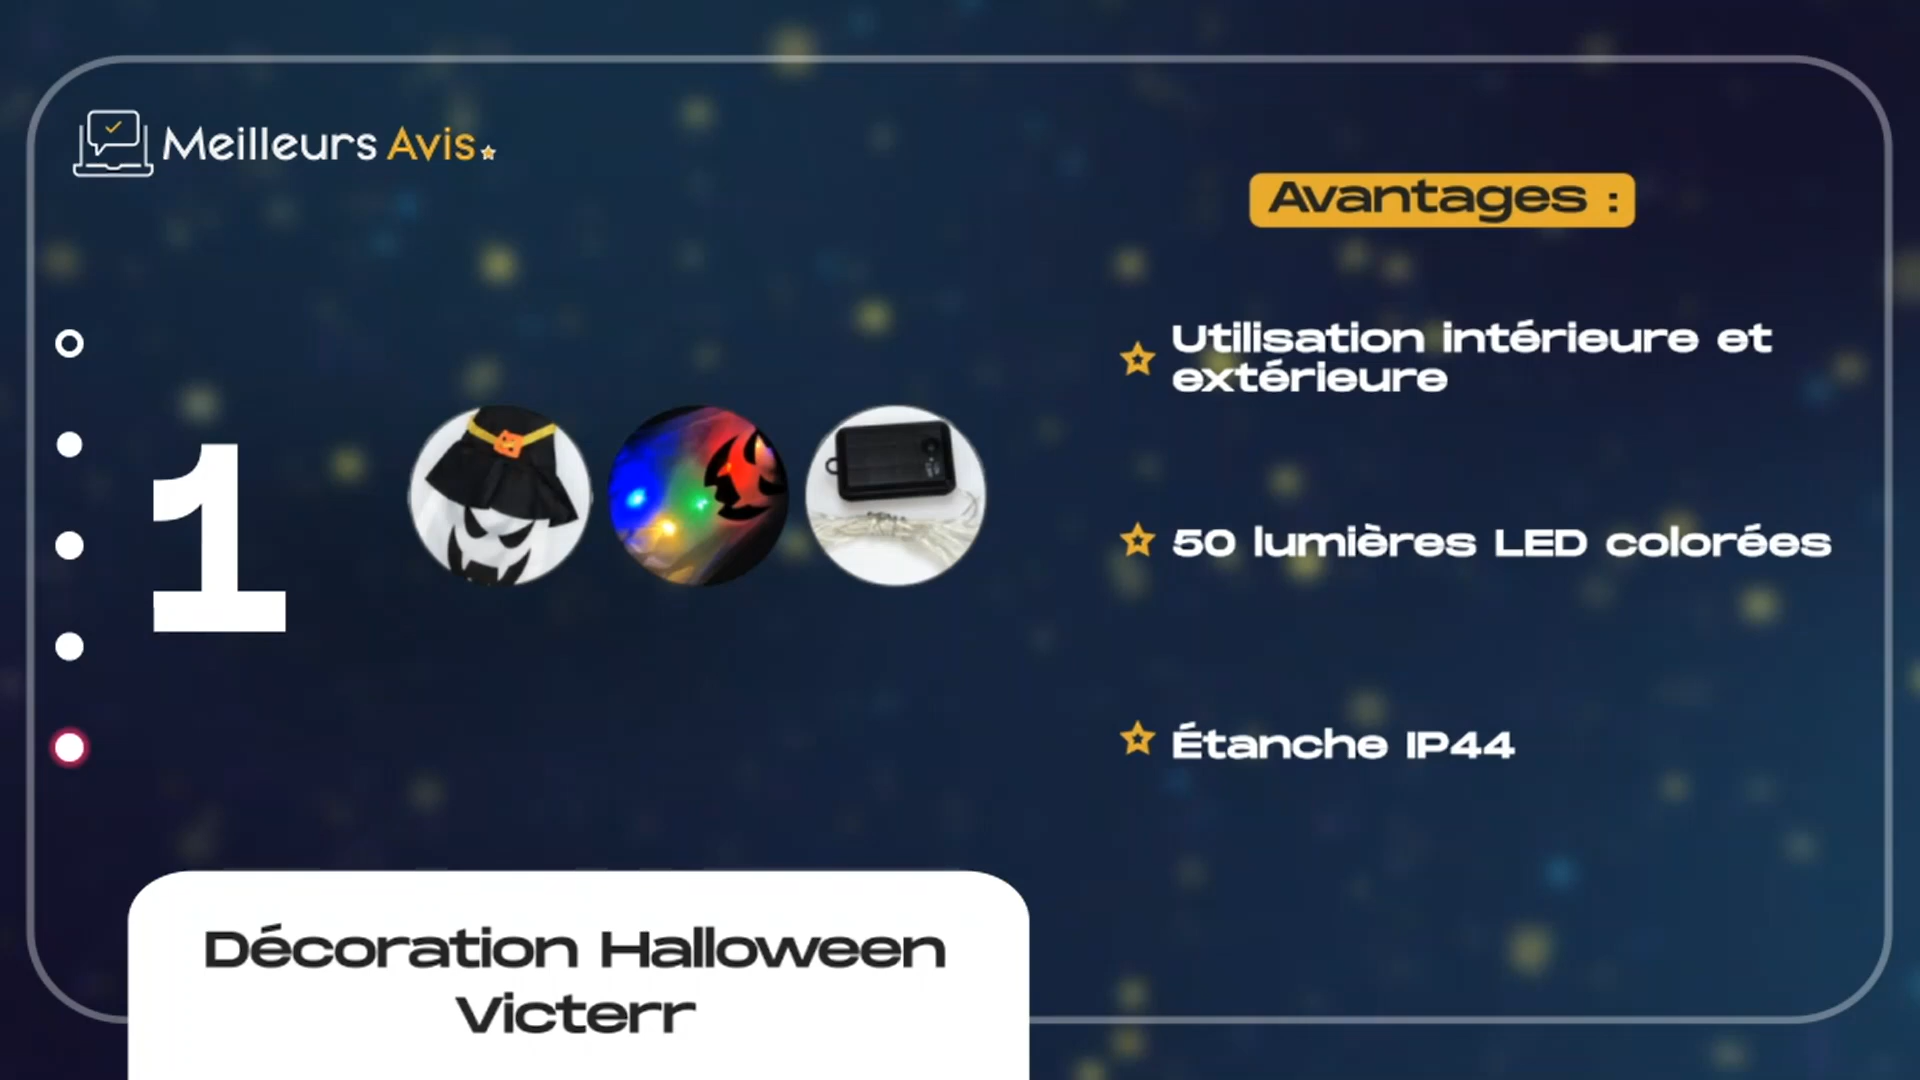 Meilleurs Avis
Avantages :
Utilisation intérieure et
extérieure
1
50 lumières LED colorées
Étanche IP44
Décoration Halloween
Victerr